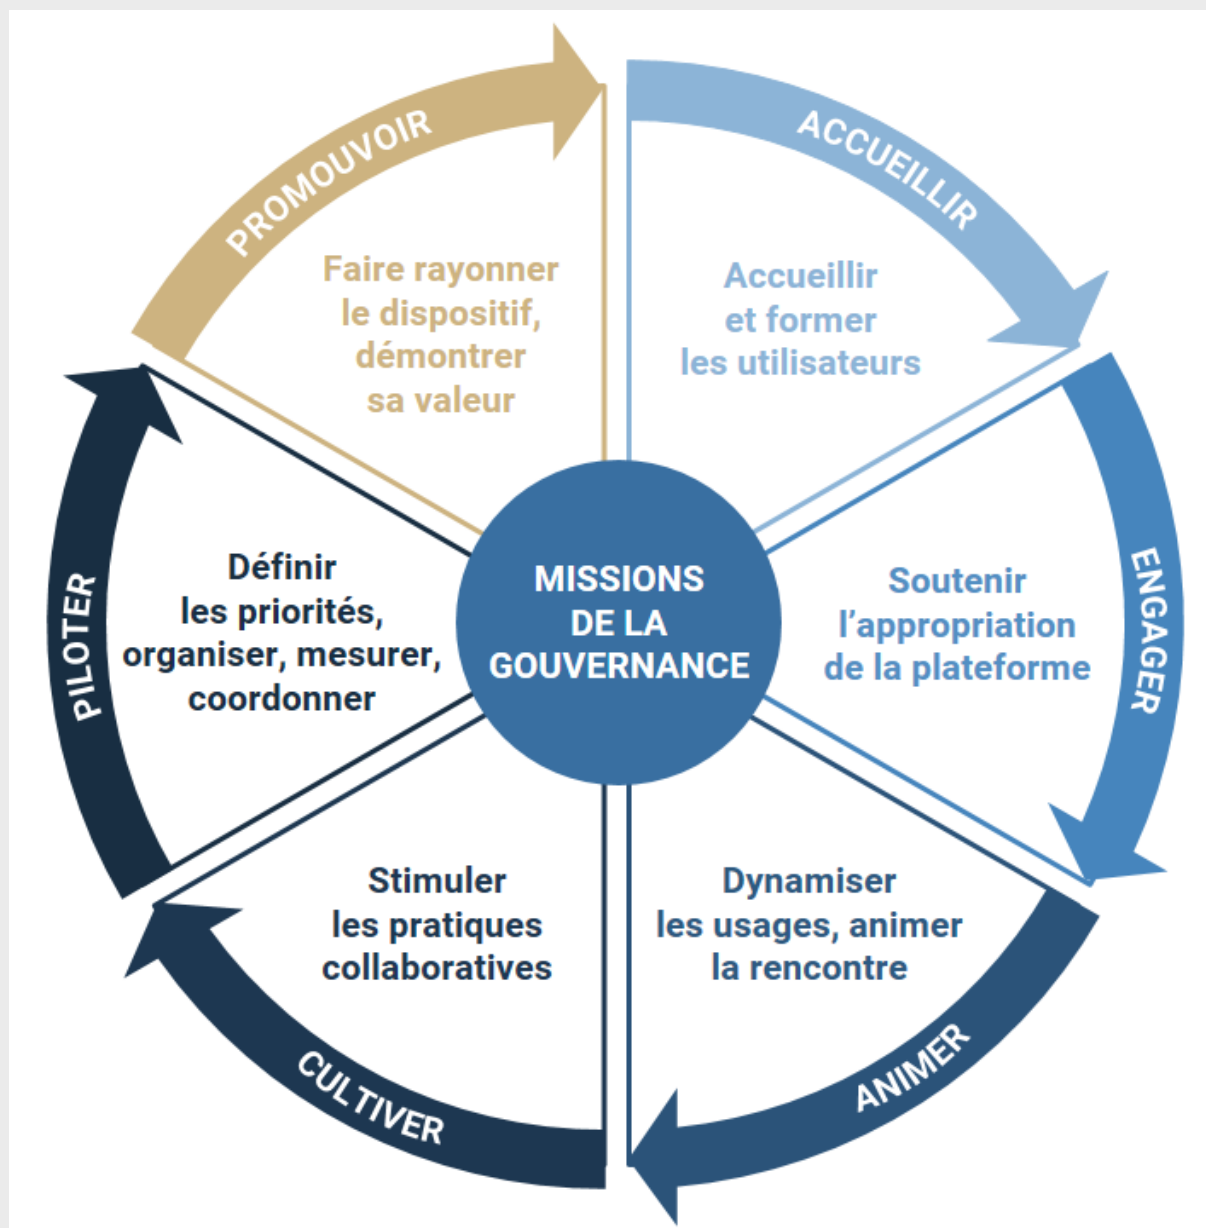 PROMOUVOIR
Faire rayonner
le dispositif,
démontrer
sa valeur
ACCUEILLIR
Accueillir
et former
les utilisateurs
ENGAGER
Soutenir
l’appropriation
de la plateforme
ANIMER
Dynamiser
les usages, animer
la rencontre
CULTIVER
Stimuler
les pratiques
collaboratives
PILOTER
Définir
les priorités,
organiser, mesurer,
coordonner
MISSIONS
DE LA
GOUVERNANCE